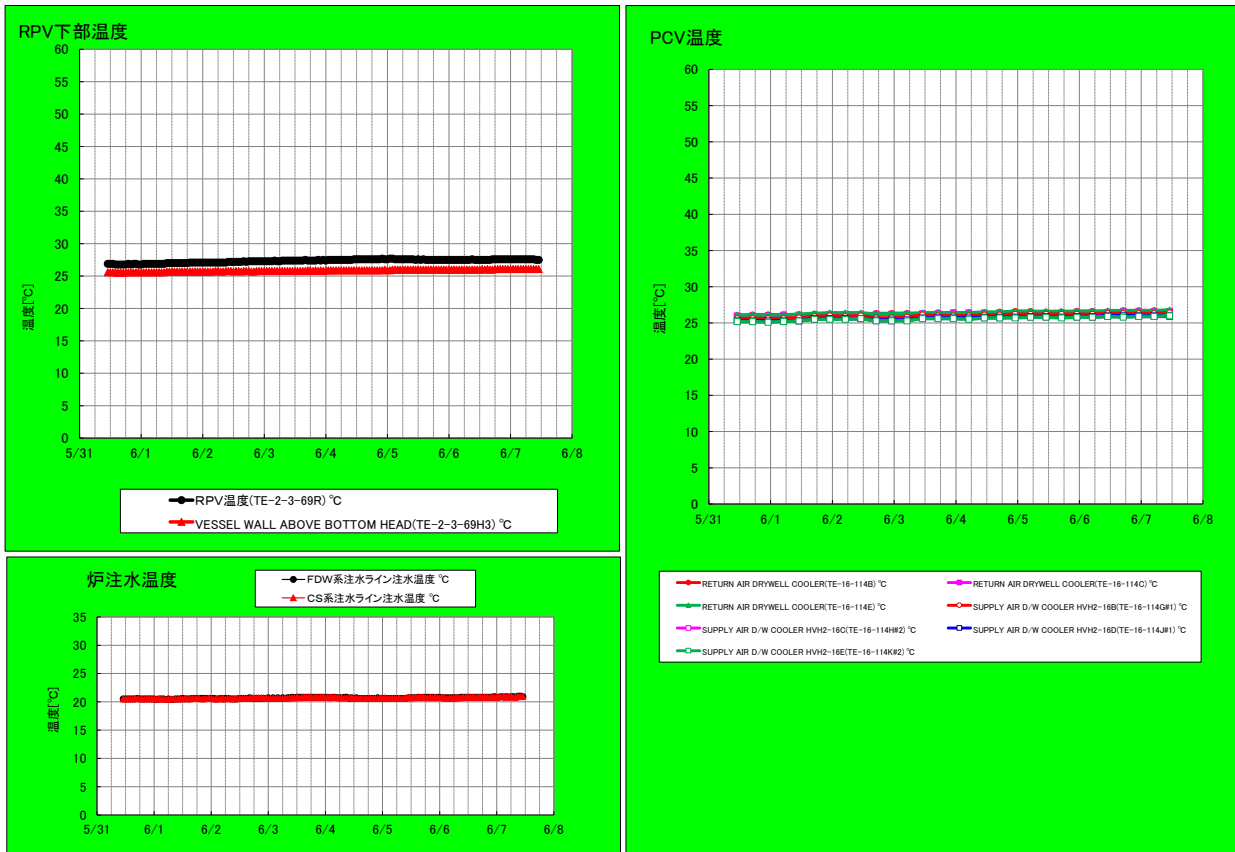 RPV下部温度
60
55
50
45
40
35
30
25
20
15
10
5
0
温度[℃]
5/31 6/1 6/2 6/3 6/4 6/5 6/6 6/7 6/8
RPV温度(TE-2-3-69R) ℃
VESSEL WALL ABOVE BOTTOM HEAD(TE-2-3-69H3) ℃
炉注水温度
FDW系注水ライン注水温度 ℃
CS系注水ライン注水温度 ℃
35
30
25
20
15
10
5
0
温度[℃]
5/31 6/1 6/2 6/3 6/4 6/5 6/6 6/7 6/8
PCV温度
60
55
50
45
40
35
30
25
20
15
10
5
0
温度[℃]
5/31 6/1 6/2 6/3 6/4 6/5 6/6 6/7 6/8
RETURN AIR DRYWELL COOLER(TE-16-114B) ℃
RETURN AIR DRYWELL COOLER(TE-16-114C) ℃
RETURN AIR DRYWELL COOLER(TE-16-114E) ℃
SUPPLY AIR D/W COOLER HVH2-16B(TE-16-114G#1) ℃
SUPPLY AIR D/W COOLER HVH2-16C(TE-16-114H#2) ℃
SUPPLY AIR D/W COOLER HVH2-16D(TE-16-114J#1) ℃
SUPPLY AIR D/W COOLER HVH2-16E(TE-16-114K#2) ℃